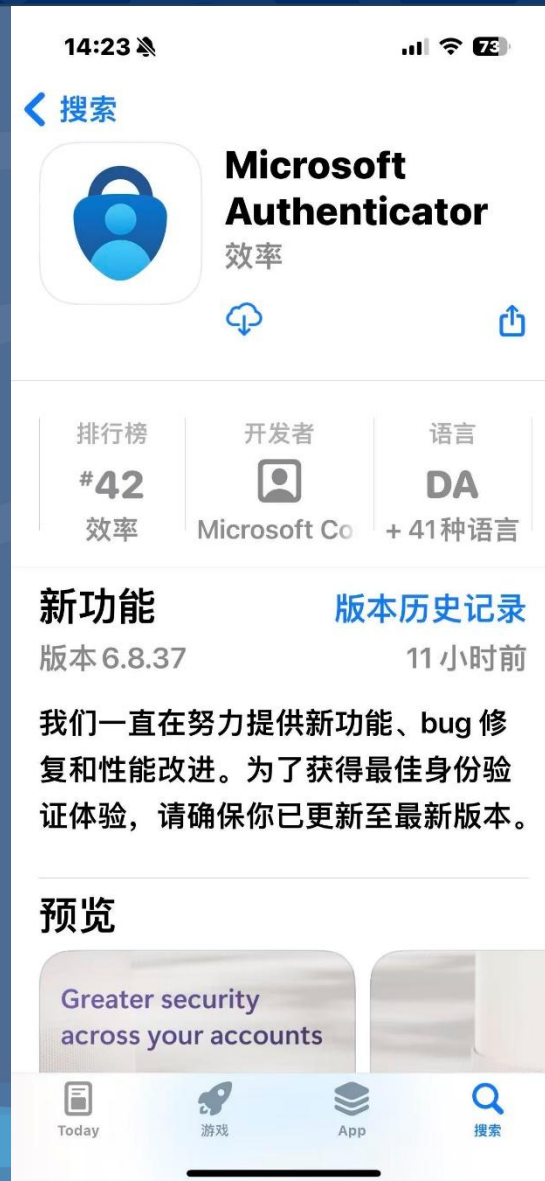 14:23
73
搜索
Microsoft
Authenticator
效率
排行榜
开发者
语言
#42
DA
效率
Microsoft Co
+ 41种语言
新功能
版本历史记录
版本 6.8.37
11 小时前
我们一直在努力提供新功能、bug 修
复和性能改进。为了获得最佳身份验
证体验，请确保你已更新至最新版本。
预览
Greater security
across your accounts
Today
游戏
App
搜索